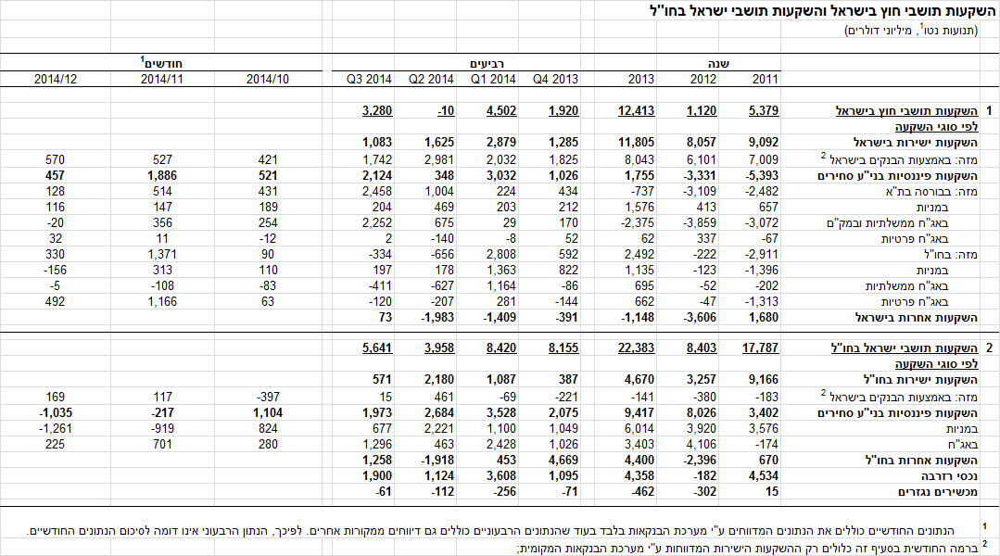 השקעות תושבי חוץ בישראל והשקעות תושבי ישראל בחו"ל
(תנועות נטו1, מיליוני דולרים)
שנה רביעים חודשים1
2011 2012 2013 Q4 2013 Q1 2014 Q2 2014 Q3 2014 2014/10 2014/11 2014/12
1 השקעות תושבי חוץ בישראל 5,379 1,120 12,413 1,920 4,502 -10 3,280
לפי סוגי השקעה
השקעות ישירות בישראל 9,092 8,057 11,805 1,285 2,879 1,625 1,083
מזה: באמצעות הבנקים בישראל 2 7,009 6,101 8,043 1,825 2,032 2,981 1,742 421 527 570
השקעות פיננסיות בני"ע סחירים -5,393 -3,331 1,755 1,026 3,032 348 2,124 521 1,886 457
מזה: בבורסה בת"א -2,482 -3,109 -737 434 224 1,004 2,458 431 514 128
במניות 657 413 1,576 212 203 469 204 189 147 116
באג"ח ממשלתיות ובמק"ם -3,072 -3,859 -2,375 170 29 675 2,252 254 356 -20
באג"ח פרטיות -67 337 62 52 -8 -140 2 -12 11 32
מזה: בחו"ל -2,911 -222 2,492 592 2,808 -656 -334 90 1,371 330
במניות -1,396 -123 1,135 822 1,363 178 197 110 313 -156
באג"ח ממשלתיות -202 -52 695 -86 1,164 -627 -411 -83 -108 -5
באג"ח פרטיות -1,313 -47 662 -144 281 -207 -120 63 1,166 492
השקעות אחרות בישראל 1,680 -3,606 -1,148 -391 -1,409 -1,983 73
2 השקעות תושבי ישראל בחו"ל 17,787 8,403 22,383 8,155 8,420 3,958 5,641
לפי סוגי השקעה
השקעות ישירות בחו"ל 9,166 3,257 4,670 387 1,087 2,180 571
מזה: באמצעות הבנקים בישראל 2 -183 -380 -141 -221 -69 461 15 -397 117 169
השקעות פיננסיות בני"ע סחירים 3,402 8,026 9,417 2,075 3,528 2,684 1,973 1,104 -217 -1,035
במניות 3,576 3,920 6,014 1,049 1,100 2,221 677 824 -919 -1,261
באג"ח -174 4,106 3,403 1,026 2,428 463 1,296 280 701 225
השקעות אחרות בחו"ל 670 -2,396 4,400 4,669 453 -1,918 1,258
נכסי רזרבה 4,534 -182 4,358 1,095 3,608 1,124 1,900
מכשירים נגזרים 15 -302 -462 -71 -256 -112 -61
1 הנתונים החודשיים כוללים את הנתונים המדווחים ע"י מערכת הבנקאות בלבד בעוד שהנתונים הרבעוניים כוללים גם דיווחים ממקורות אחרים. לפיכך, הנתון הרבעוני אינו דומה לסיכום הנתונים החודשיים.
2 ברמה החודשית בסעיף זה כלולים רק ההשקעות הישירות המדווחות ע"י מערכת הבנקאות המקומית;